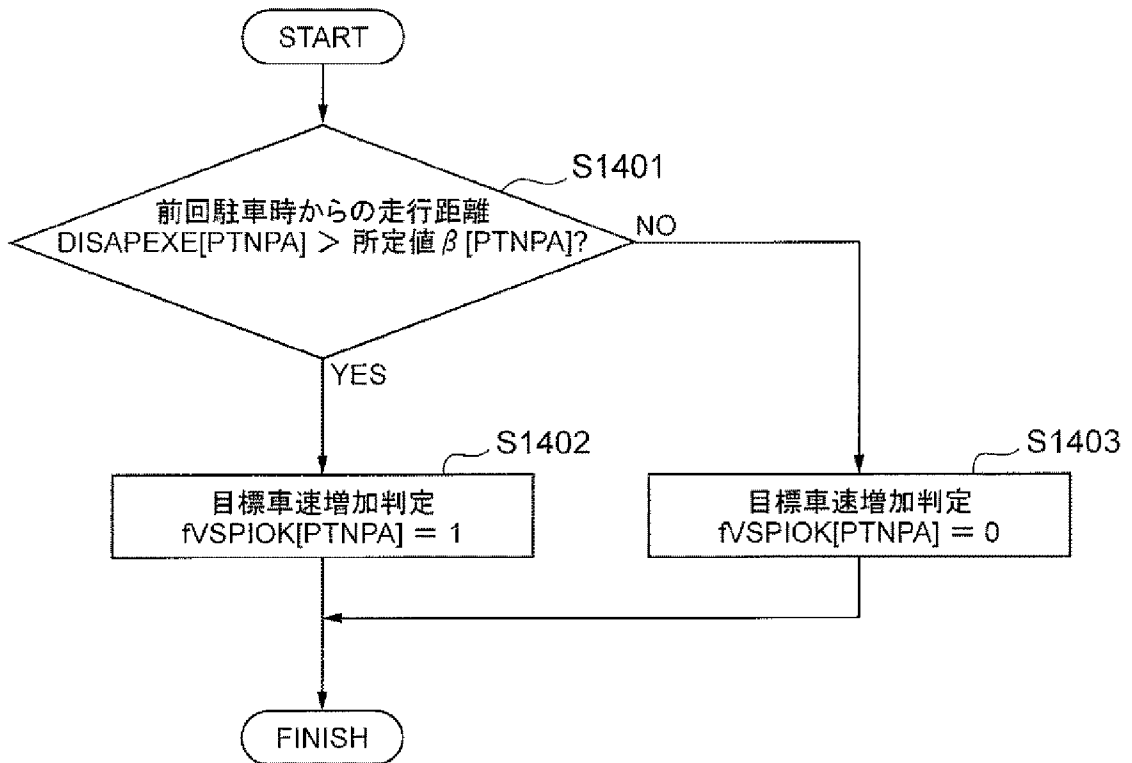 START
S1401
前回駐車時からの走行距離
DISAPEXE[PTNPA] > 所定値β[PTNPA]?
NO
YES
S1402
目標車速増加判定
fVSPIOK[PTNPA] = 1
S1403
目標車速増加判定
fVSPIOK[PTNPA] = 0
FINISH